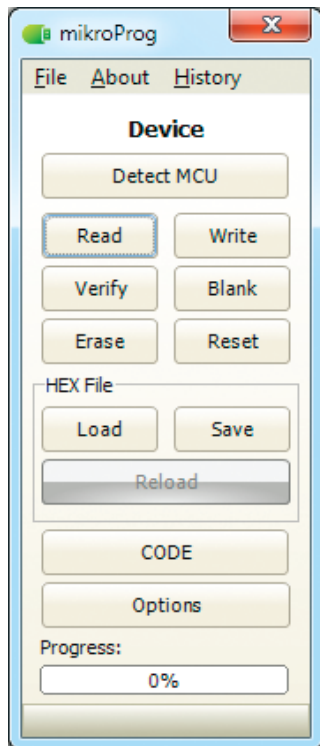 mikroProg
File About History
Device
Detect MCU
Read Write
Verify Blank
Erase Reset
HEX File
Load Save
Reload
CODE
Options
Progress:
0%